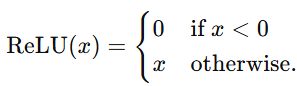 ReLU(x) = { 0 if x < 0
x otherwise.